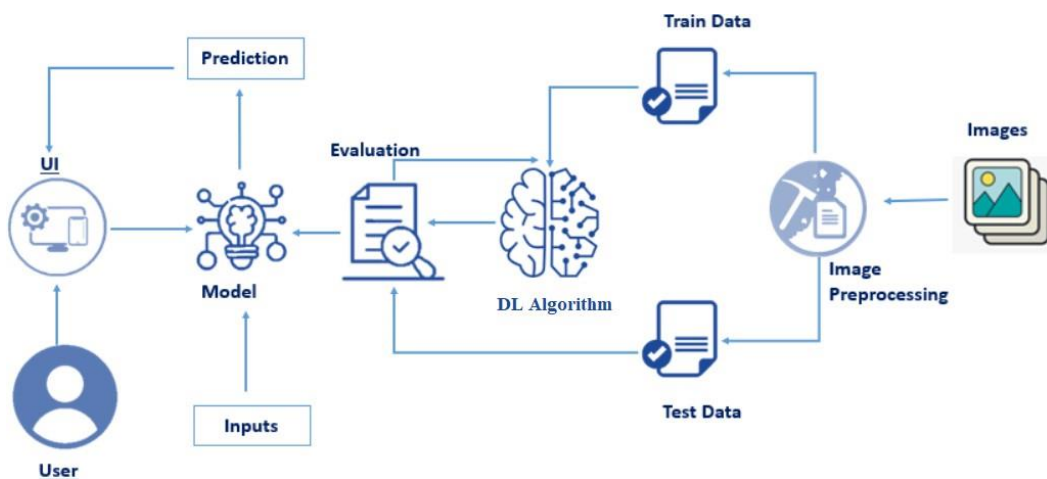 Train Data
Prediction
Images
Evaluation
UI
Image
Preprocessing
Model
DL Algorithm
Test Data
Inputs
User